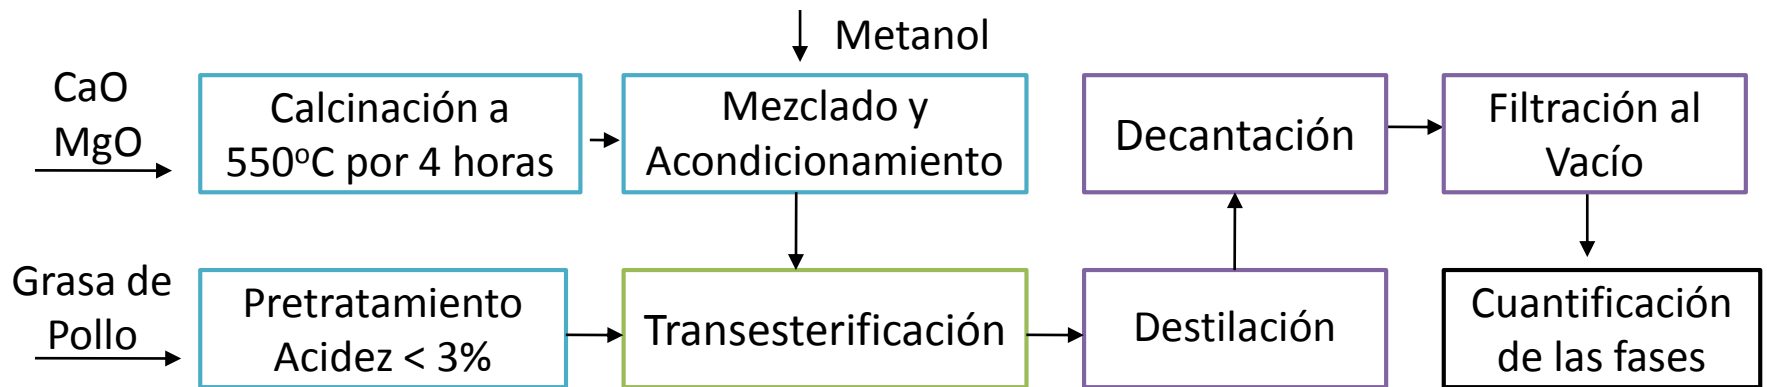 Metanol
CaO
MgO
Calcinación a
550ºC por 4 horas
Mezclado y
Acondicionamiento
Decantación
Filtración al
Vacío
Grasa de
Pollo
Pretratamiento
Acidez < 3%
Transesterificación
Destilación
Cuantificación
de las fases